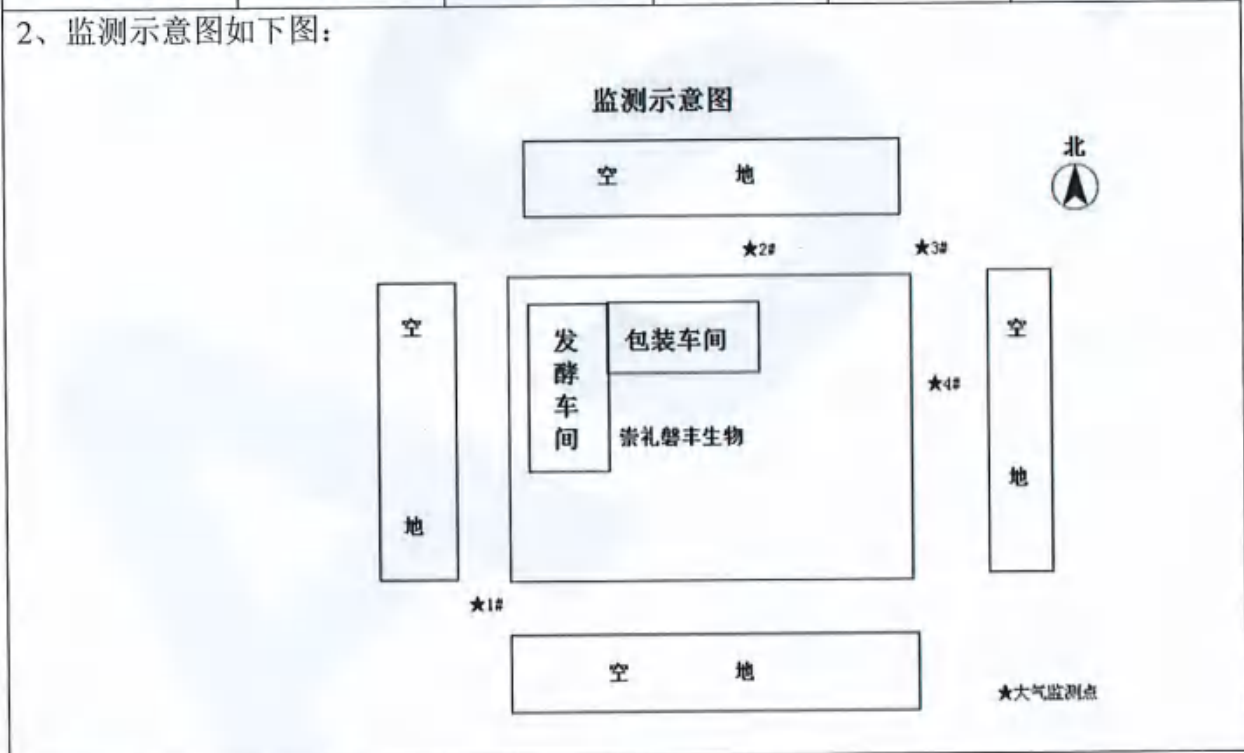 2、监测示意图如下图：
监测示意图
北
空 地
★2#
★3#
空 地
发酵车间
包装车间
崇礼磐丰生物
★4#
空 地
★1#
空 地
★大气监测点